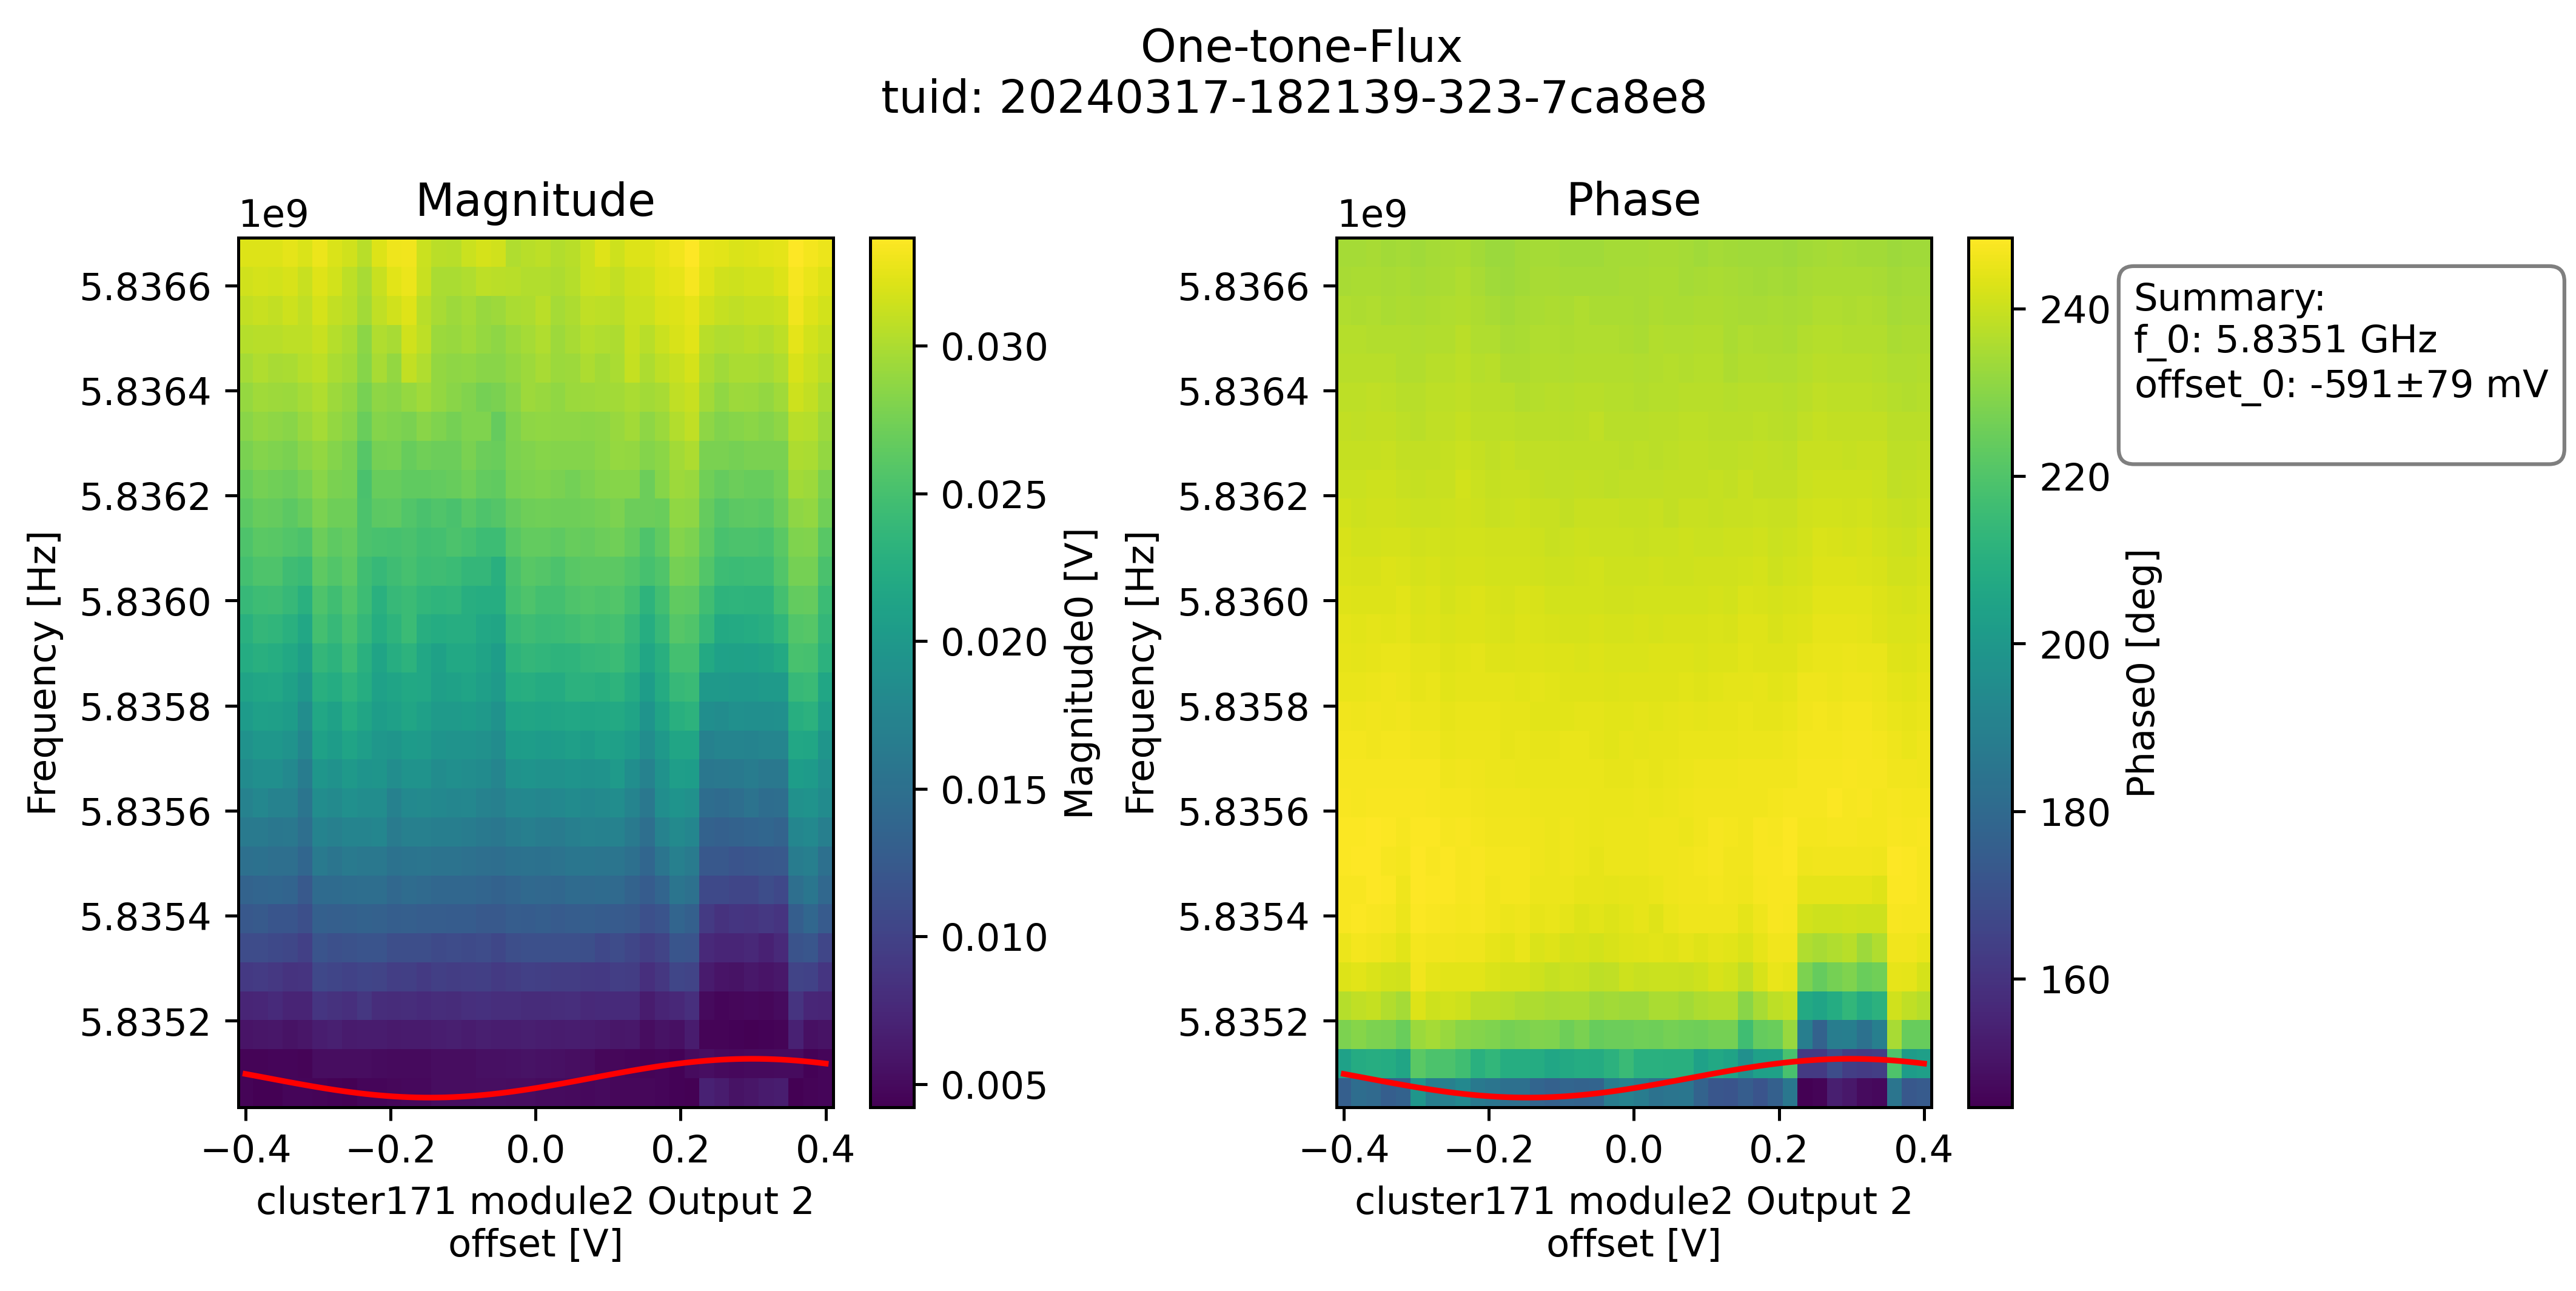 One-tone-Flux
tuid: 20240317-182139-323-7ca8e8
Magnitude
1e9
5.8366
5.8364
5.8362
5.8360
5.8358
5.8356
5.8354
5.8352
Frequency [Hz]
−0.4
−0.2
0.0
0.2
0.4
cluster171 module2 Output 2
offset [V]
0.030
0.025
0.020
0.015
0.010
0.005
Magnitude0 [V]
Phase
1e9
5.8366
5.8364
5.8362
5.8360
5.8358
5.8356
5.8354
5.8352
Frequency [Hz]
−0.4
−0.2
0.0
0.2
0.4
cluster171 module2 Output 2
offset [V]
240
220
200
180
160
Phase0 [deg]
Summary:
f_0: 5.8351 GHz
offset_0: -591±79 mV